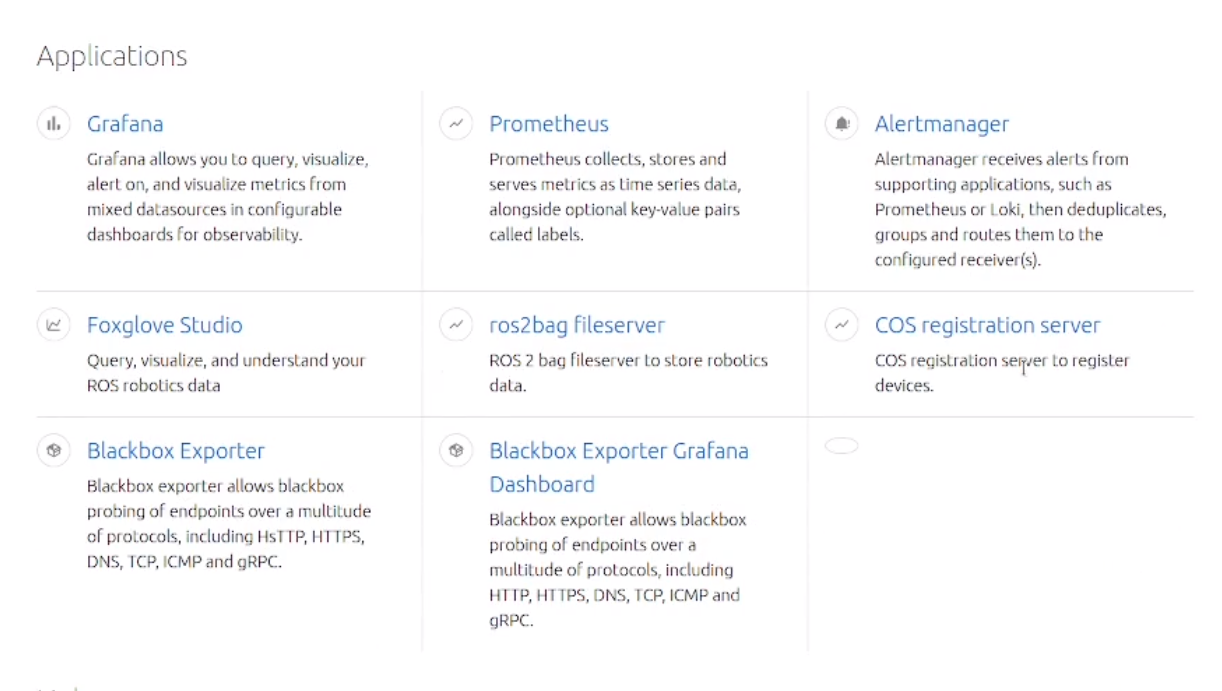 Applications
Grafana
Grafana allows you to query, visualize,
alert on, and visualize metrics from
mixed datasources in configurable
dashboards for observability.
Prometheus
Prometheus collects, stores and
serves metrics as time series data,
alongside optional key-value pairs
called labels.
Alertmanager
Alertmanager receives alerts from
supporting applications, such as
Prometheus or Loki, then deduplicates,
groups and routes them to the
configured receiver(s).
Foxglove Studio
Query, visualize, and understand your
ROS robotics data
ros2bag fileserver
ROS 2 bag fileserver to store robotics
data.
COS registration server
COS registration server to register
devices.
Blackbox Exporter
Blackbox exporter allows blackbox
probing of endpoints over a multitude
of protocols, including HsTTP, HTTPS,
DNS, TCP, ICMP and gRPC.
Blackbox Exporter Grafana
Dashboard
Blackbox exporter allows blackbox
probing of endpoints over a
multitude of protocols, including
HTTP, HTTPS, DNS, TCP, ICMP and
gRPC.